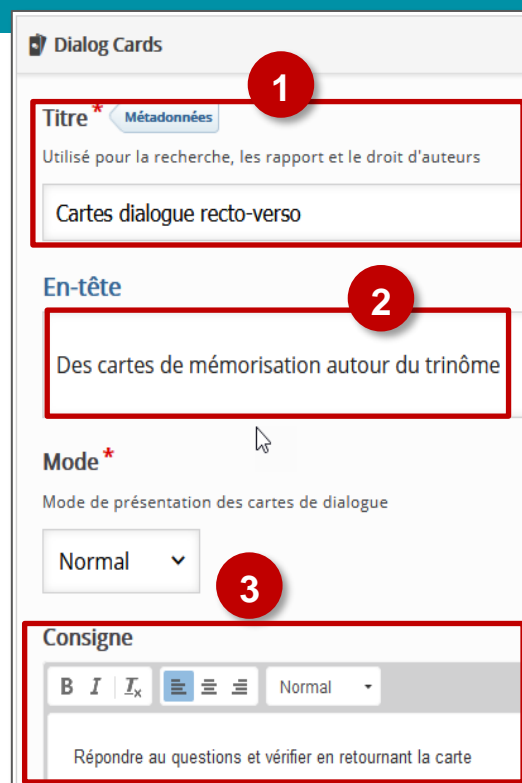 Dialog Cards
1
Titre * Métadonnées
Utilisé pour la recherche, les rapport et le droit d'auteurs
Cartes dialogue recto-verso
En-tête
2
Des cartes de mémorisation autour du trinôme
Mode *
Mode de présentation des cartes de dialogue
Normal
3
Consigne
B I Tx Normal
Répondre au questions et vérifier en retournant la carte